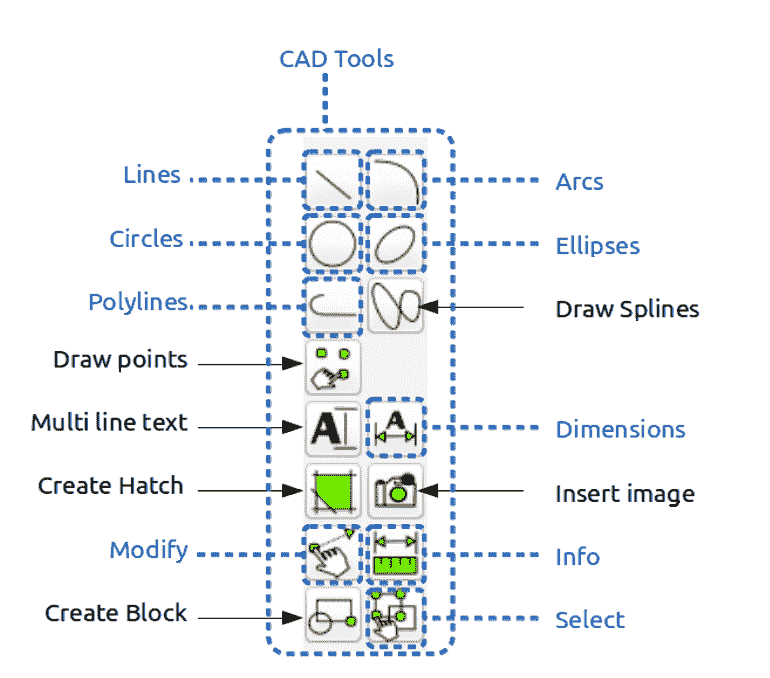 CAD Tools
Lines
Arcs
Circles
Ellipses
Polylines
Draw Splines
Draw points
Multi line text
A
A
Dimensions
Create Hatch
Insert image
Modify
Info
Create Block
Select